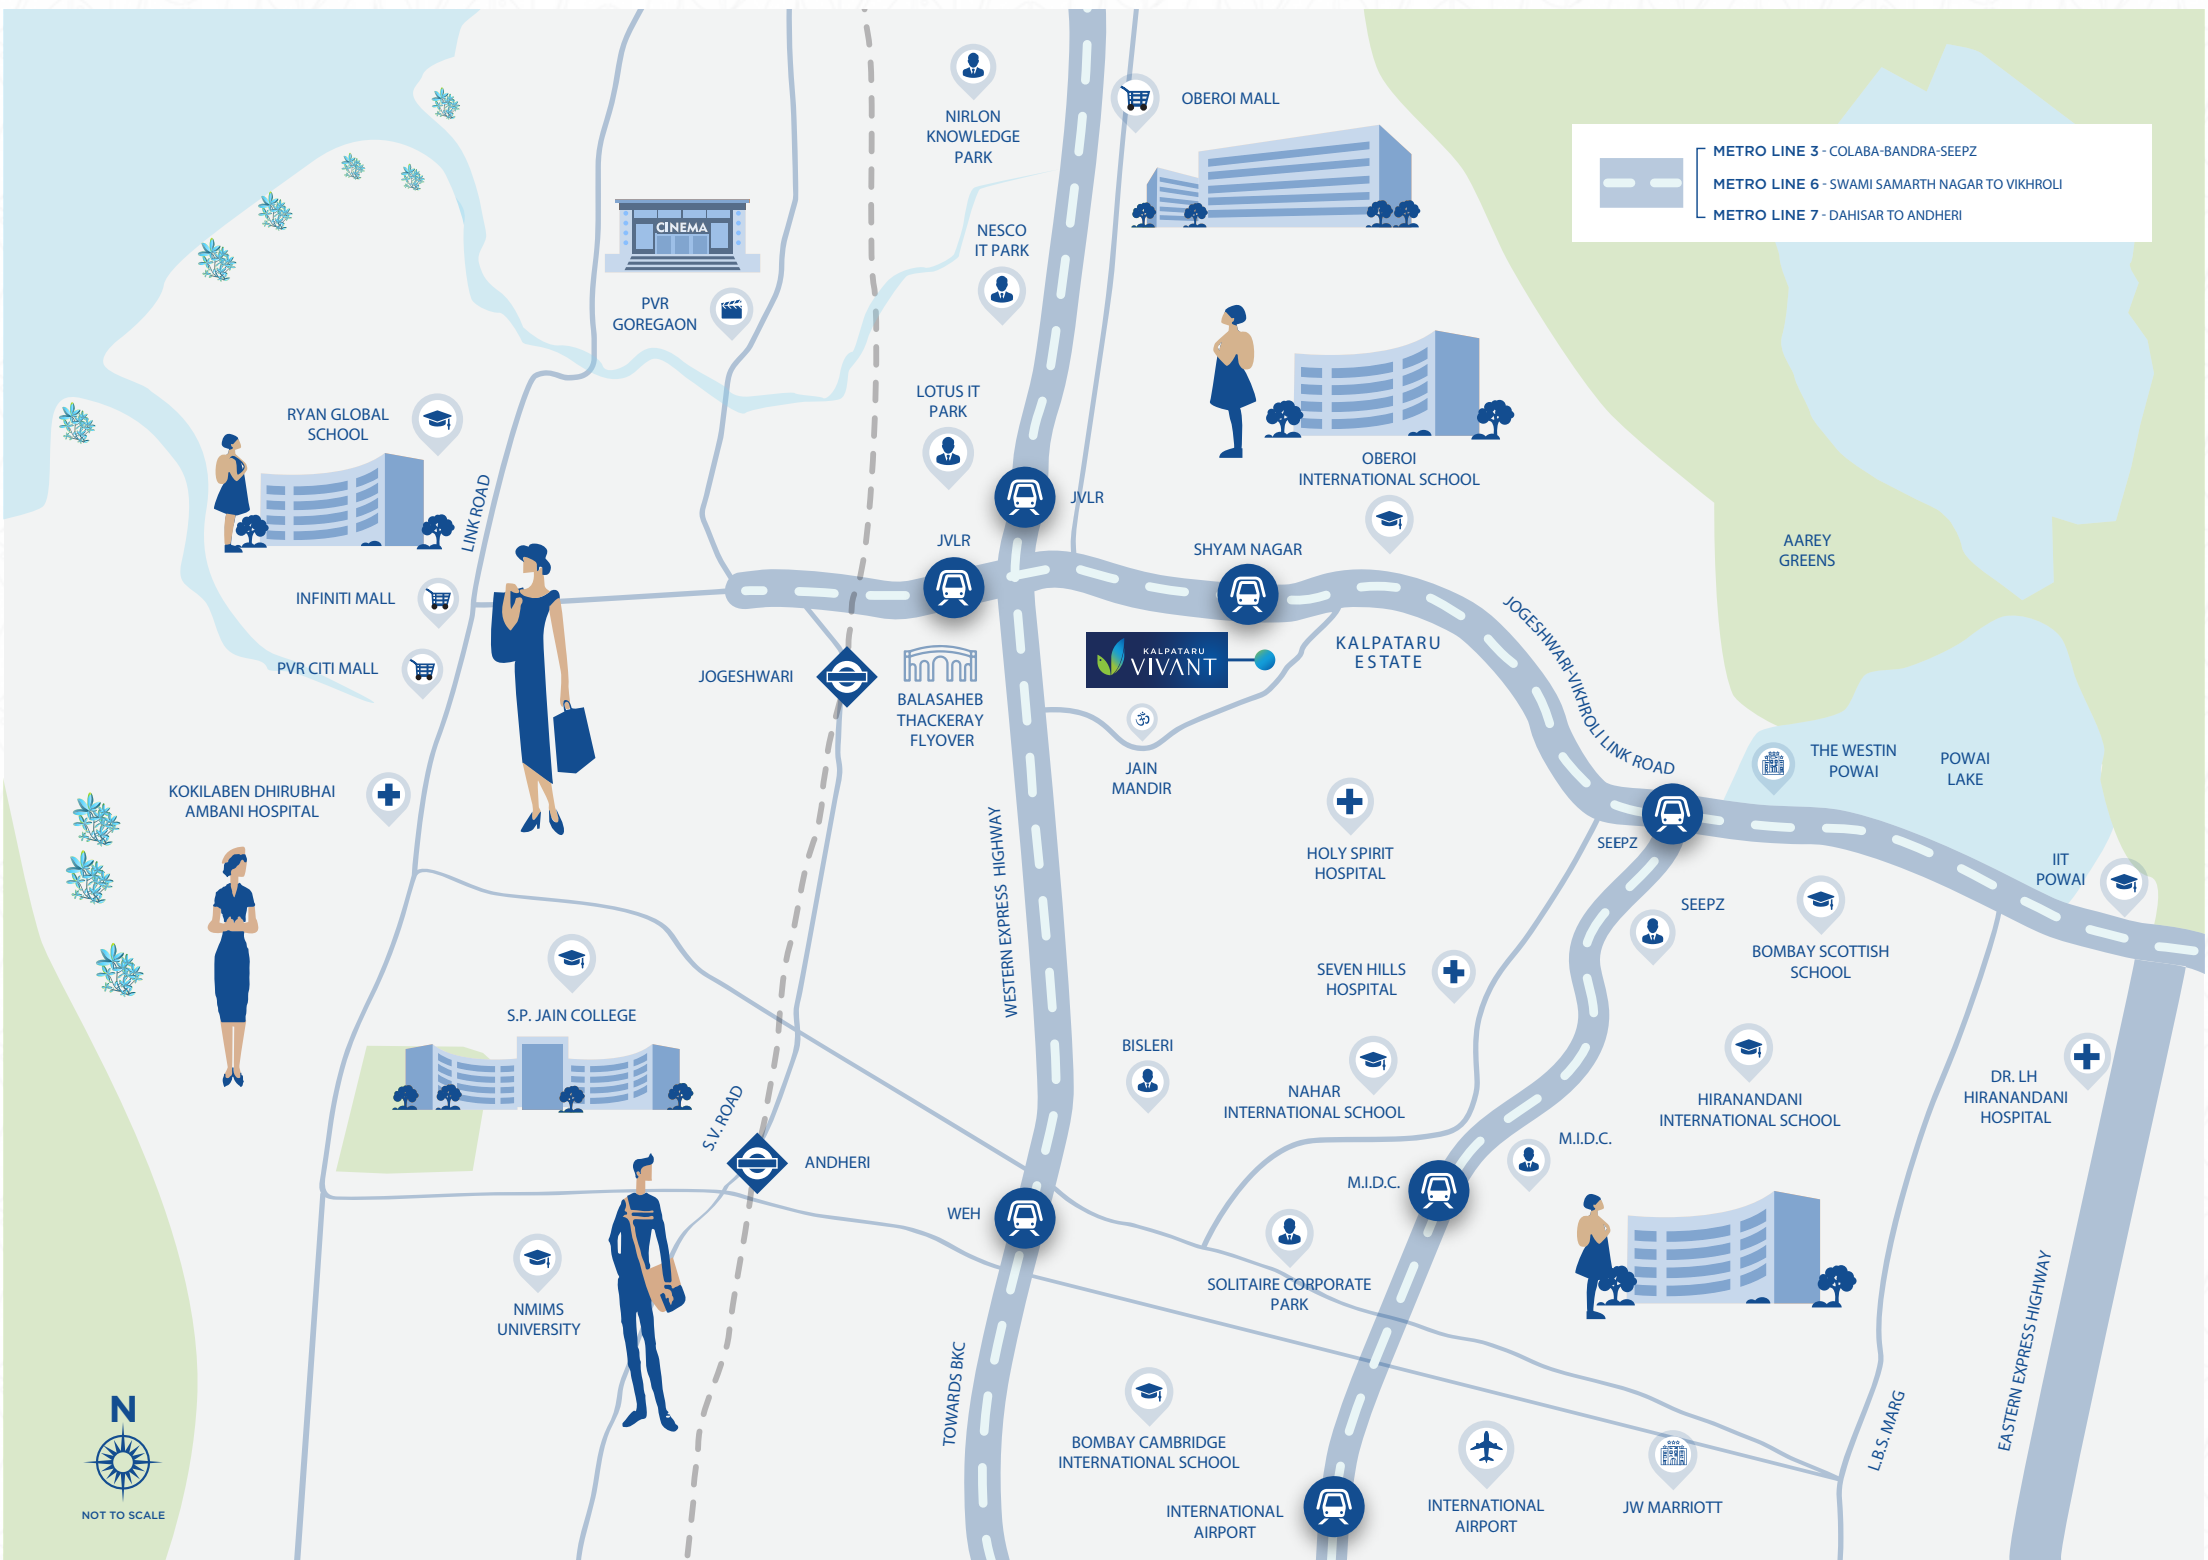 NIRLON
KNOWLEDGE
PARK
OBEROI MALL
METRO LINE 3 - COLABA-BANDRA-SEEPZ
METRO LINE 6 - SWAMI SAMARTH NAGAR TO VIKHROLI
METRO LINE 7 - DAHISAR TO ANDHERI
CINEMA
NESCO
IT PARK
PVR
GOREGAON
LOTUS IT
PARK
RYAN GLOBAL
SCHOOL
LINK ROAD
OBEROI
INTERNATIONAL SCHOOL
JVLR
JVLR
SHYAM NAGAR
AAREY
GREENS
INFINITI MALL
JOGESHWARI-VIKHROLI LINK ROAD
KALPATARU
VIVANT
KALPATARU
ESTATE
PVR CITI MALL
JOGESHWARI
BALASAHEB
THACKERAY
FLYOVER
ॐ
JAIN
MANDIR
THE WESTIN
POWAI
POWAI
LAKE
KOKILABEN DHIRUBHAI
AMBANI HOSPITAL
WESTERN EXPRESS HIGHWAY
HOLY SPIRIT
HOSPITAL
SEEPZ
IIT
POWAI
SEEPZ
BOMBAY SCOTTISH
SCHOOL
SEVEN HILLS
HOSPITAL
S.P. JAIN COLLEGE
BISLERI
NAHAR
INTERNATIONAL SCHOOL
HIRANANDANI
INTERNATIONAL SCHOOL
DR. LH
HIRANANDANI
HOSPITAL
S.V. ROAD
ANDHERI
M.I.D.C.
M.I.D.C.
WEH
SOLITAIRE CORPORATE
PARK
NMIMS
UNIVERSITY
TOWARDS BKC
EASTERN EXPRESS HIGHWAY
L.B.S. MARG
N
NOT TO SCALE
BOMBAY CAMBRIDGE
INTERNATIONAL SCHOOL
INTERNATIONAL
AIRPORT
INTERNATIONAL
AIRPORT
JW MARRIOTT